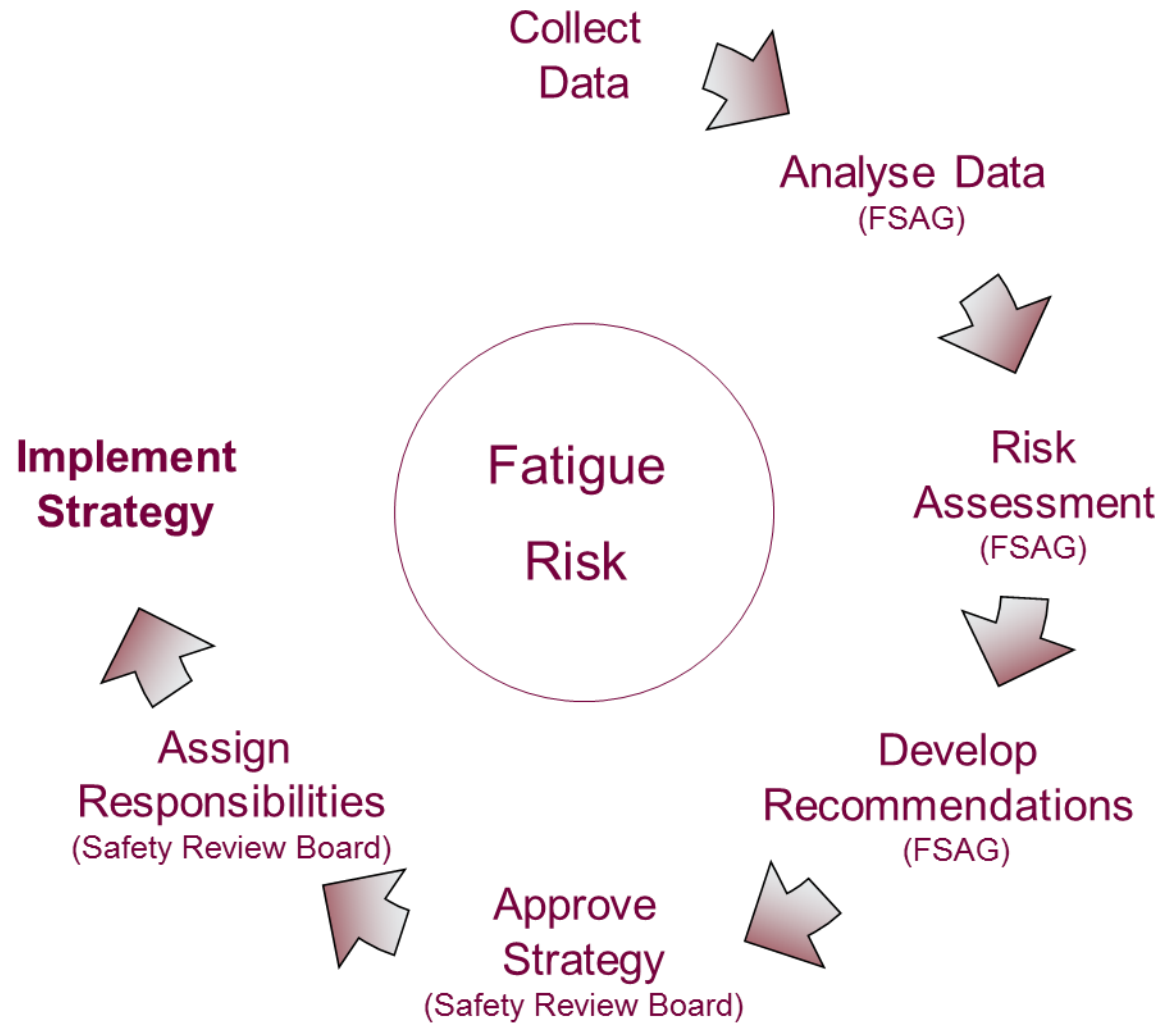 Collect
Data
Analyse Data
(FSAG)
Risk
Assessment
(FSAG)
Develop
Recommendations
(FSAG)
Approve
Strategy
(Safety Review Board)
Assign
Responsibilities
(Safety Review Board)
Implement
Strategy
Fatigue
Risk